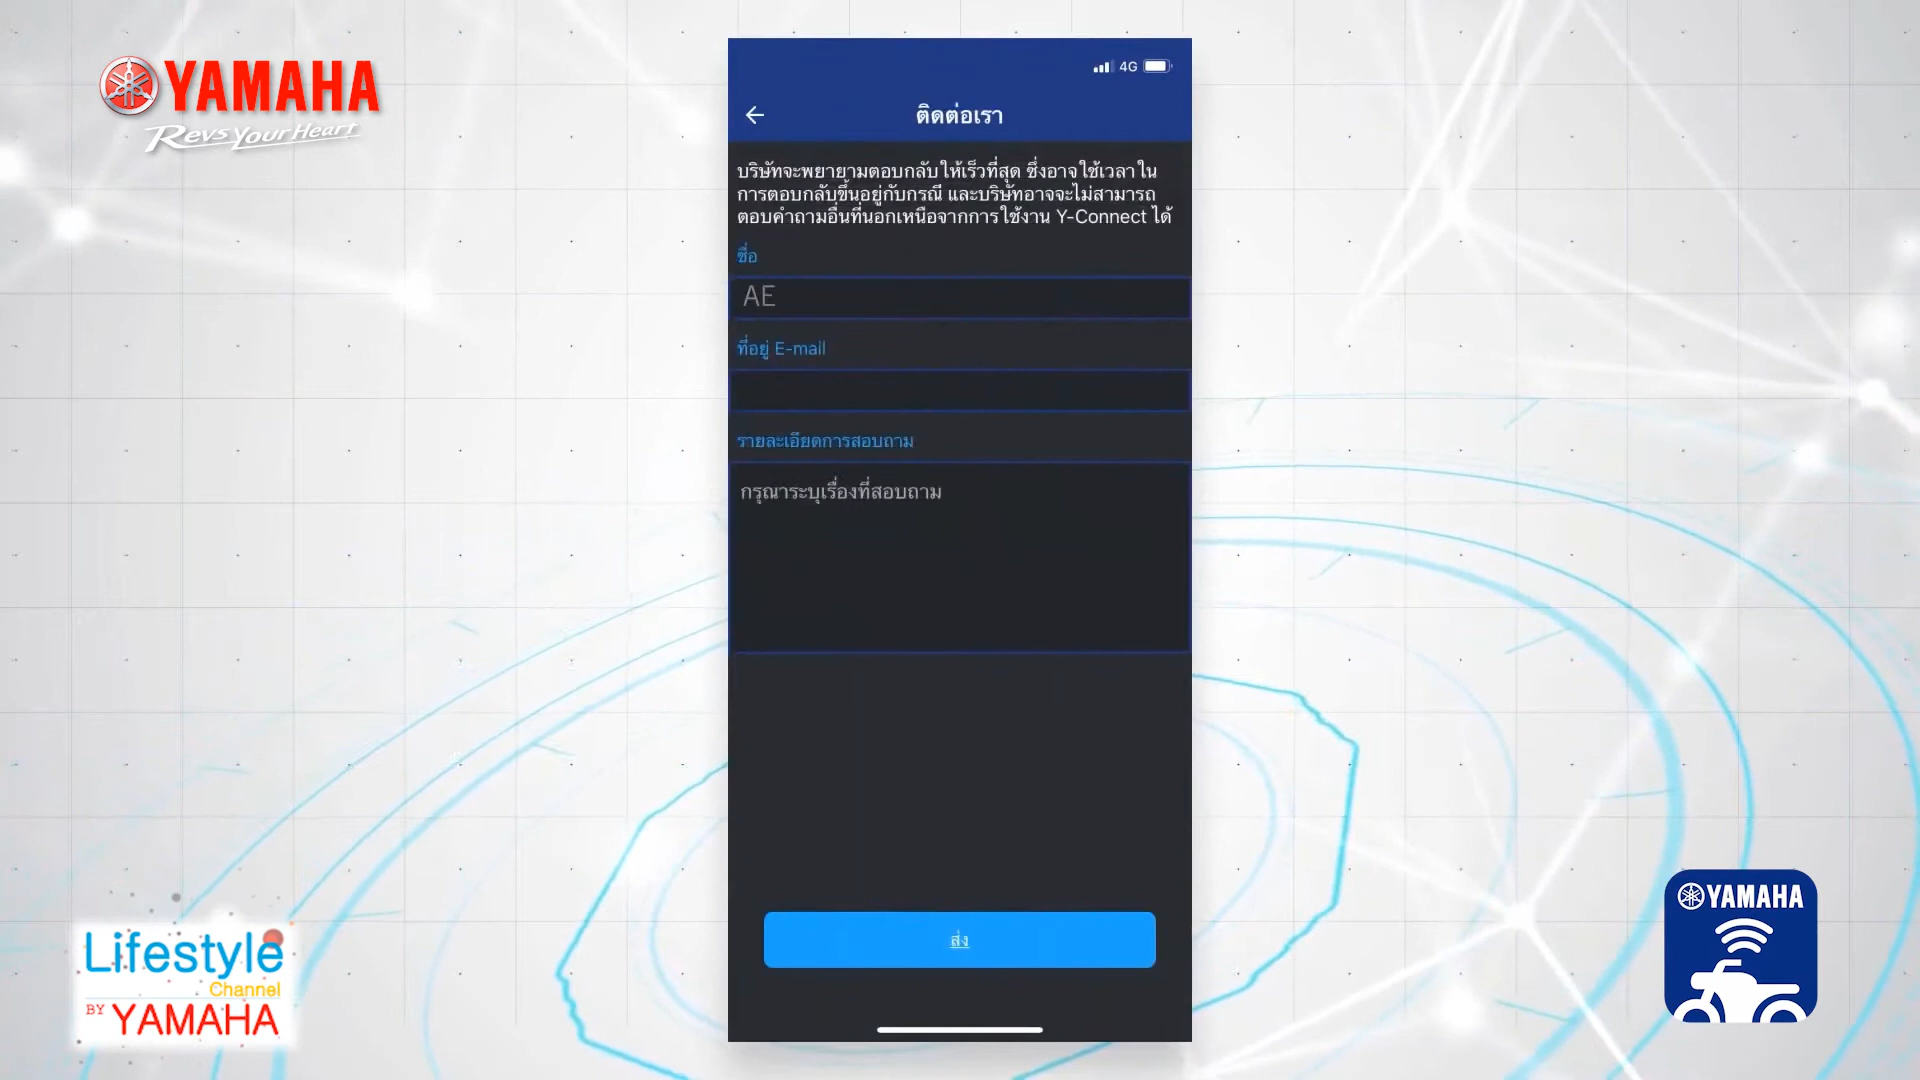 YAMAHA
Revs Your Heart
4G
ติดต่อเรา
บริษัทจะพยายามตอบกลับให้เร็วที่สุด ซึ่งอาจใช้เวลาใน
การตอบกลับขึ้นอยู่กับกรณี และบริษัทอาจจะไม่สามารถ
ตอบคำถามอื่นที่นอกเหนือจากการใช้งาน Y-Connect ได้
ชื่อ
AE
ที่อยู่ E-mail
รายละเอียดการสอบถาม
กรุณาระบุเรื่องที่สอบถาม
ส่ง
Lifestyle
Channel
BY YAMAHA
YAMAHA